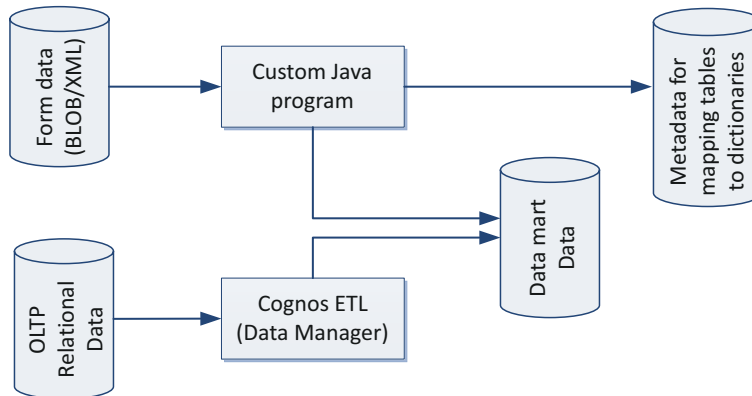 Form data
(BLOB/XML)
Custom Java
program
Metadata for
mapping tables
to dictionaries
Data mart
Data
OLTP
Relational
Data
Cognos ETL
(Data Manager)